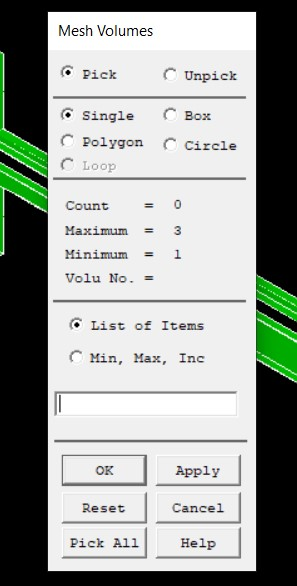 Mesh Volumes
Pick Unpick
Single Box
Polygon Circle
Loop
Count = 0
Maximum = 3
Minimum = 1
Volu No. =
List of Items
Min, Max, Inc
OK Apply
Reset Cancel
Pick All Help